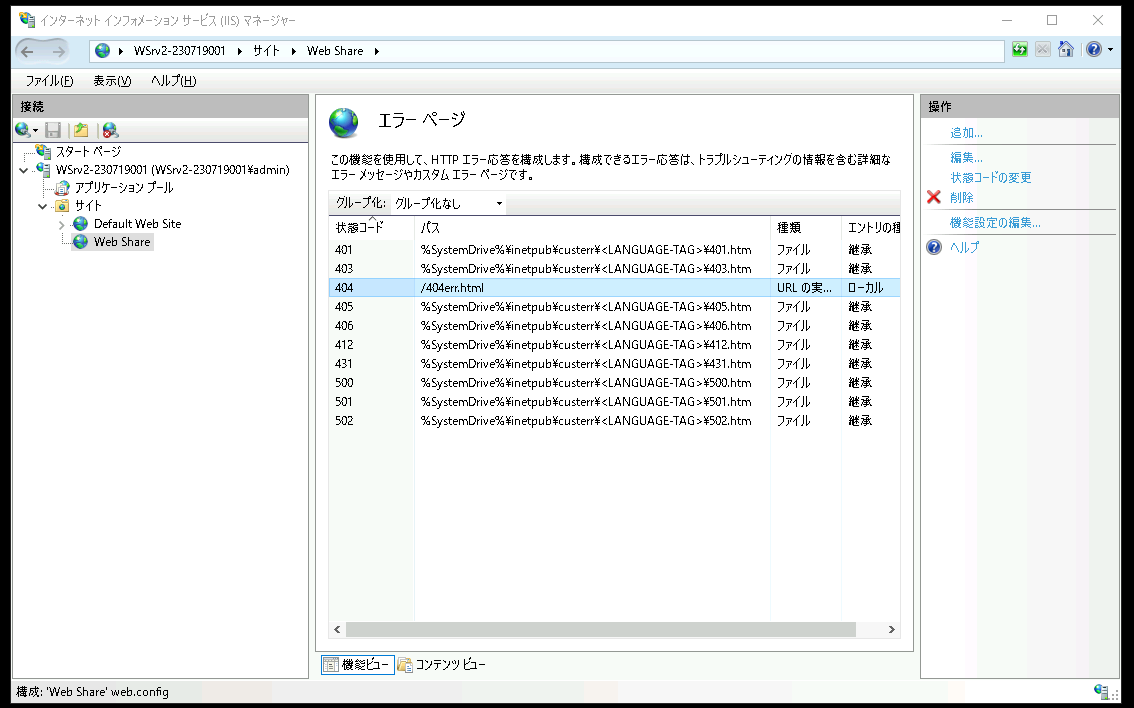 インターネット インフォメーション サービス (IIS) マネージャー
WSrv2-230719001 サイト Web Share
ファイル(F) 表示(V) ヘルプ(H)
接続
スタート ページ
WSrv2-230719001 (WSrv2-230719001¥admin)
アプリケーション プール
サイト
Default Web Site
Web Share
エラー ページ
この機能を使用して、HTTP エラー応答を構成します。構成できるエラー応答は、トラブルシューティングの情報を含む詳細な
エラー メッセージやカスタム エラー ページです。
グループ化: グループ化なし
状態コード パス 種類 エントリの種
401 %SystemDrive%¥inetpub¥custerr¥<LANGUAGE-TAG>¥401.htm ファイル 継承
403 %SystemDrive%¥inetpub¥custerr¥<LANGUAGE-TAG>¥403.htm ファイル 継承
404 /404err.html URL の実... ローカル
405 %SystemDrive%¥inetpub¥custerr¥<LANGUAGE-TAG>¥405.htm ファイル 継承
406 %SystemDrive%¥inetpub¥custerr¥<LANGUAGE-TAG>¥406.htm ファイル 継承
412 %SystemDrive%¥inetpub¥custerr¥<LANGUAGE-TAG>¥412.htm ファイル 継承
431 %SystemDrive%¥inetpub¥custerr¥<LANGUAGE-TAG>¥431.htm ファイル 継承
500 %SystemDrive%¥inetpub¥custerr¥<LANGUAGE-TAG>¥500.htm ファイル 継承
501 %SystemDrive%¥inetpub¥custerr¥<LANGUAGE-TAG>¥501.htm ファイル 継承
502 %SystemDrive%¥inetpub¥custerr¥<LANGUAGE-TAG>¥502.htm ファイル 継承
機能ビュー コンテンツ ビュー
操作
追加...
編集...
状態コードの変更
削除
機能設定の編集...
ヘルプ
構成: 'Web Share' web.config